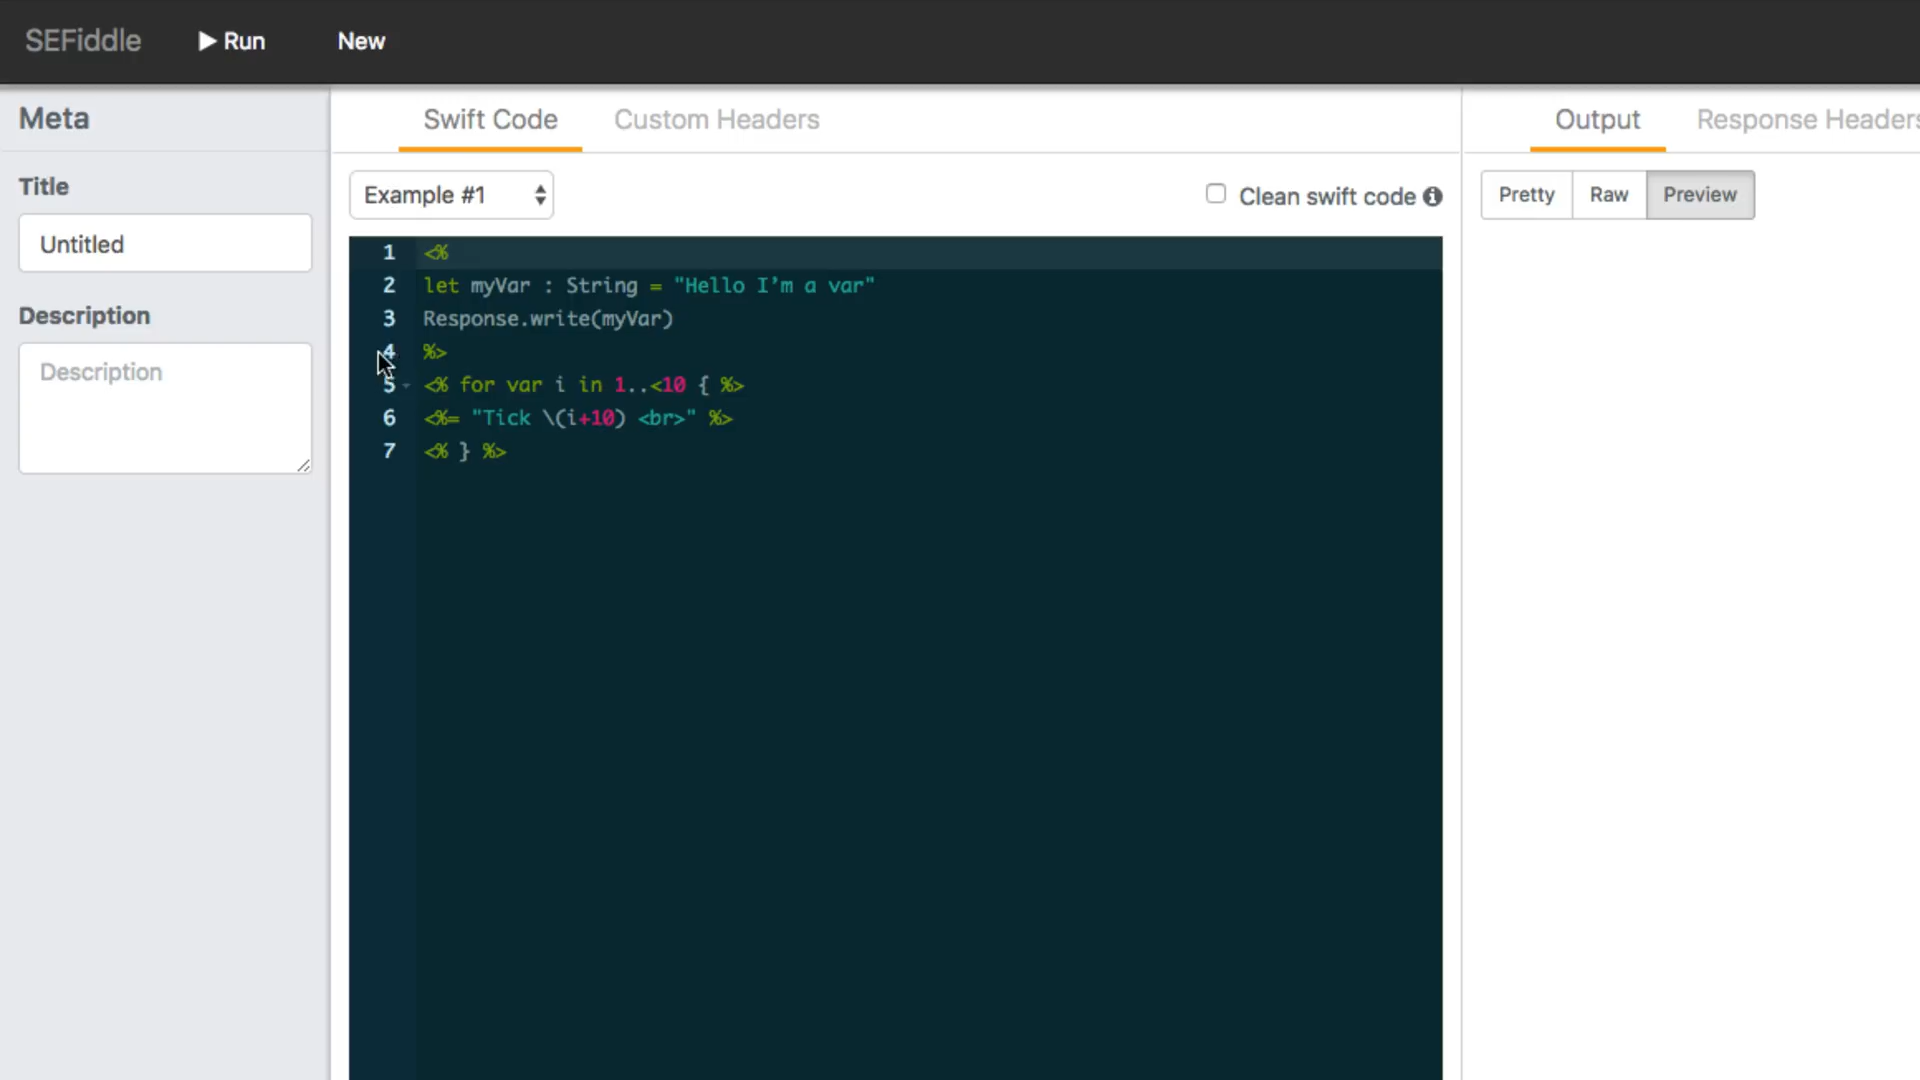 SEFiddle Run New
Meta
Title
Untitled
Description
Description
Swift Code Custom Headers
Example #1 Clean swift code
1 <%
2 let myVar : String = "Hello I’m a var"
3 Response.write(myVar)
4 %>
5 <% for var i in 1..<10 { %>
6 <%= "Tick \(i+10) <br>" %>
7 <% } %>
Output Response Headers
Pretty Raw Preview